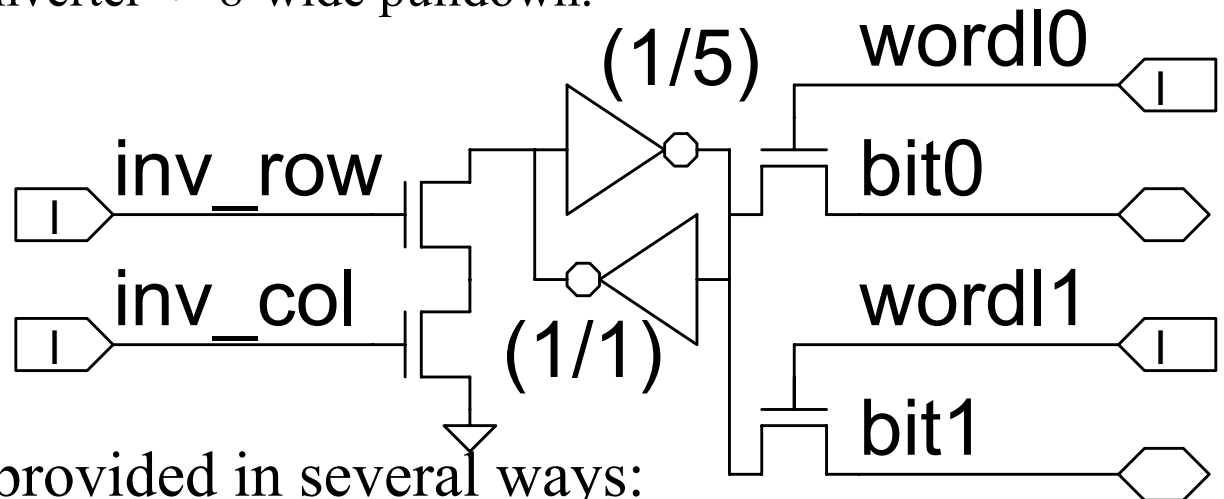 (1/5)
wordl0
I
inv_row
bit0
I
inv_col
wordl1
I
I
(1/1)
bit1
provided in several ways: